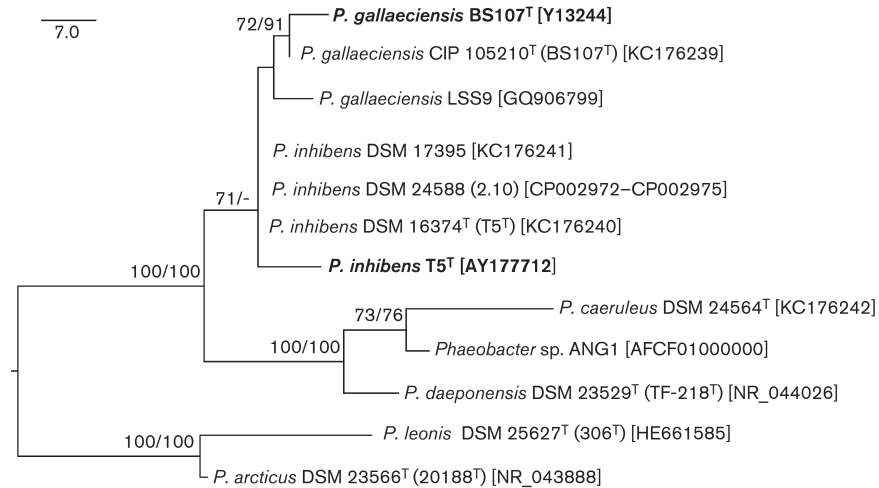 7.0
72/91
P. gallaeciensis BS107ᵀ [Y13244]
P. gallaeciensis CIP 105210ᵀ (BS107ᵀ) [KC176239]
P. gallaeciensis LSS9 [GQ906799]
P. inhibens DSM 17395 [KC176241]
P. inhibens DSM 24588 (2.10) [CP002972–CP002975]
71/-
P. inhibens DSM 16374ᵀ (T5ᵀ) [KC176240]
P. inhibens T5ᵀ [AY177712]
100/100
P. caeruleus DSM 24564ᵀ [KC176242]
73/76
Phaeobacter sp. ANG1 [AFCF01000000]
100/100
P. daeponensis DSM 23529ᵀ (TF-218ᵀ) [NR_044026]
P. leonis DSM 25627ᵀ (306ᵀ) [HE661585]
100/100
P. arcticus DSM 23566ᵀ (20188ᵀ) [NR_043888]